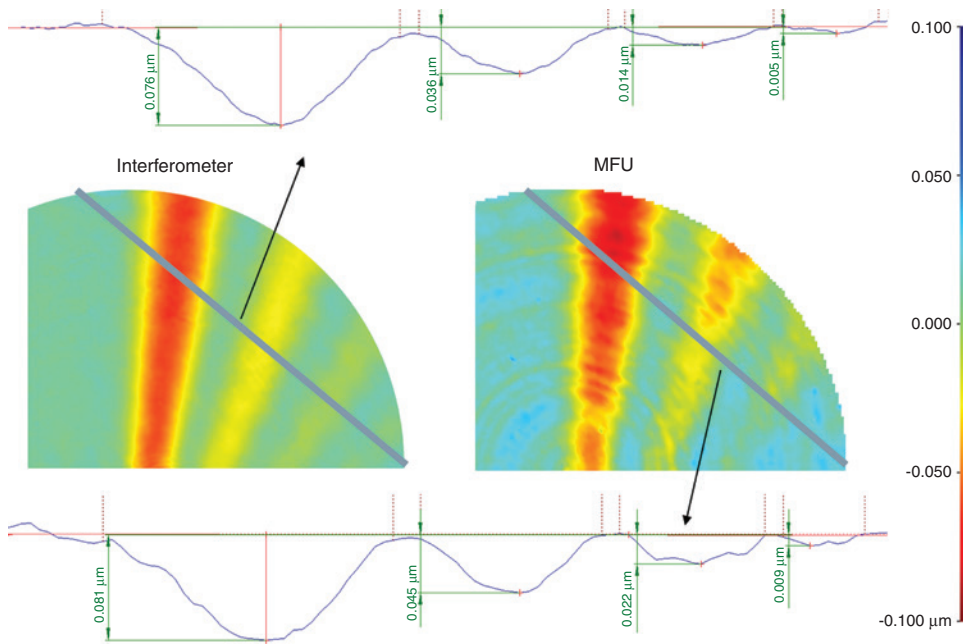 0.076 µm
0.036 µm
0.014 µm
0.005 µm
0.100
Interferometer
MFU
0.050
0.000
-0.050
0.081 µm
0.045 µm
0.022 µm
0.009 µm
-0.100 µm